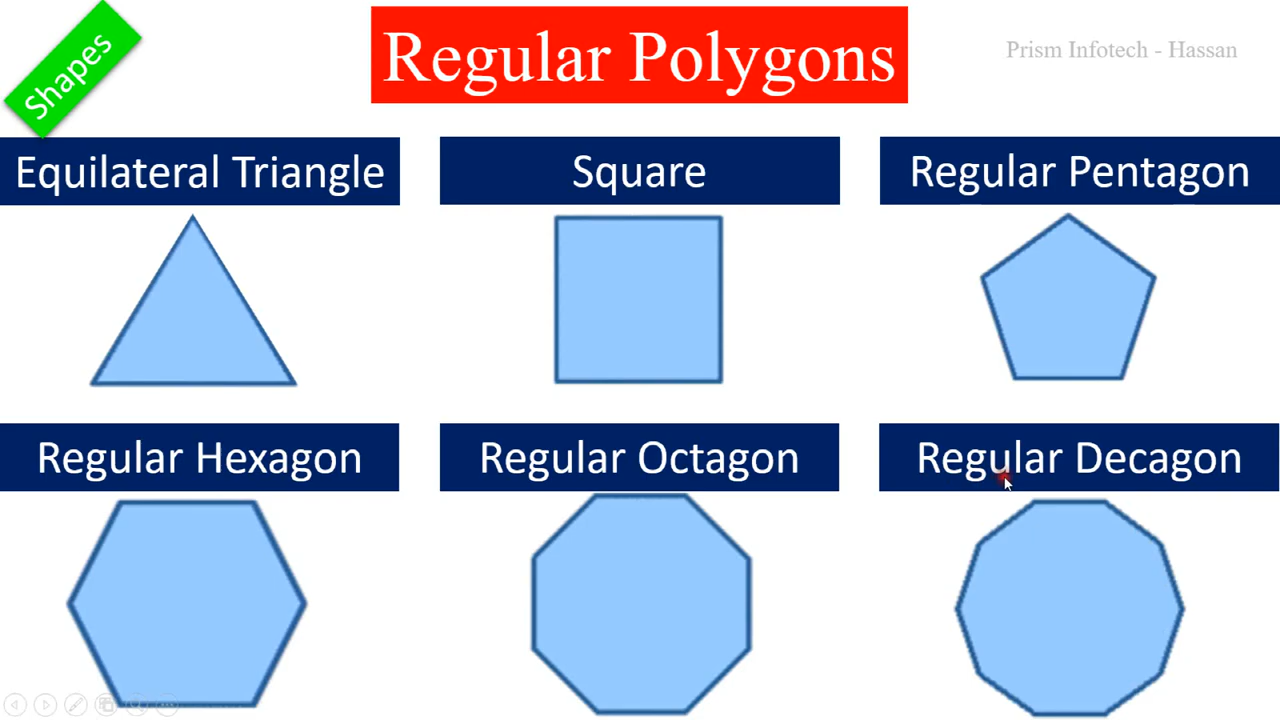 Shapes
Regular Polygons
Prism Infotech - Hassan
Equilateral Triangle
Square
Regular Pentagon
Regular Hexagon
Regular Octagon
Regular Decagon